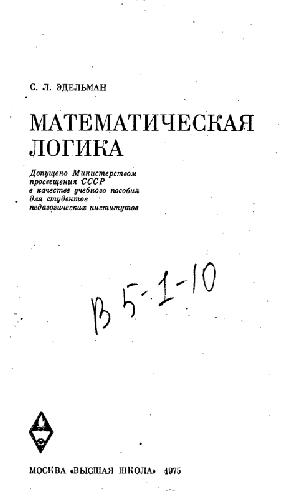 С. Л. ЭДЕЛЬМАН
МАТЕМАТИЧЕСКАЯ
ЛОГИКА
Допущено Министерством
просвещения СССР
в качестве учебного пособия
для студентов
педагогических институтов
В 5-1-10
МОСКВА «ВЫСШАЯ ШКОЛА» 1975